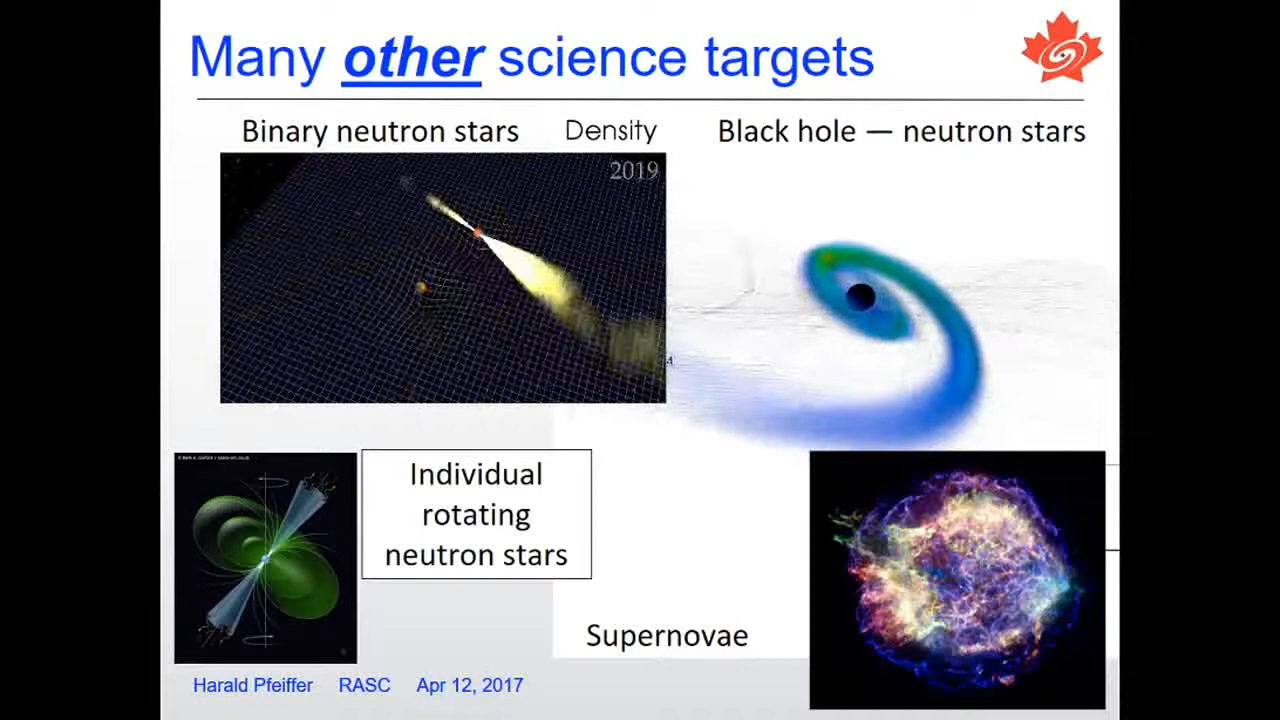 Many other science targets
Binary neutron stars
Density
Black hole — neutron stars
2019
4
Individual
rotating
neutron stars
Supernovae
Harald Pfeiffer RASC Apr 12, 2017